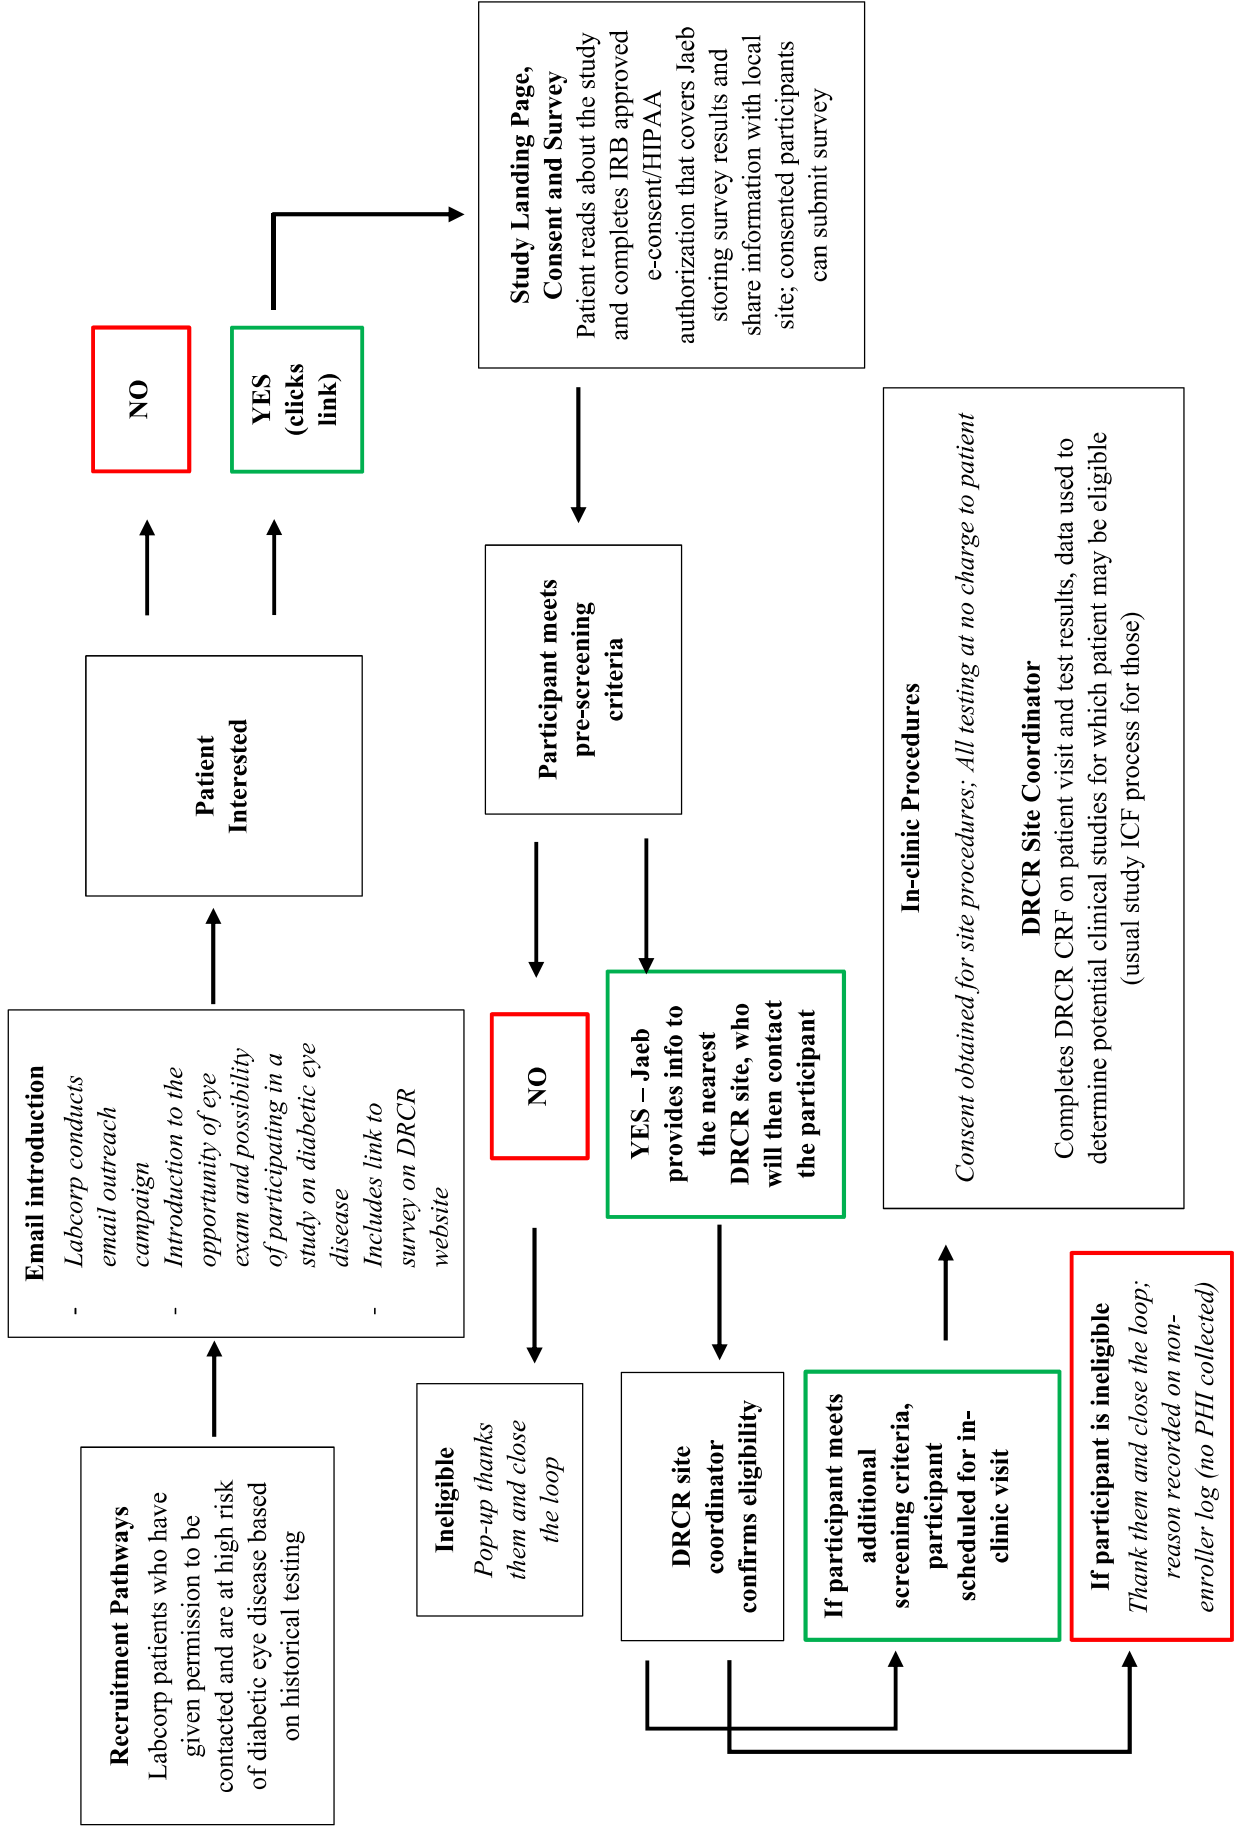 Recruitment Pathways
Labcorp patients who have
given permission to be
contacted and are at high risk
of diabetic eye disease based
on historical testing
Email introduction
- Labcorp conducts
email outreach
campaign
- Introduction to the
opportunity of eye
exam and possibility
of participating in a
study on diabetic eye
disease
- Includes link to
survey on DRCR
website
Patient
Interested
NO
YES
(clicks
link)
Study Landing Page,
Consent and Survey
Patient reads about the study
and completes IRB approved
e-consent/HIPAA
authorization that covers Jaeb
storing survey results and
share information with local
site; consented participants
can submit survey
Participant meets
pre-screening
criteria
NO
Ineligible
Pop-up thanks
them and close
the loop
YES – Jaeb
provides info to
the nearest
DRCR site, who
will then contact
the participant
DRCR site
coordinator
confirms eligibility
If participant meets
additional
screening criteria,
participant
scheduled for in-
clinic visit
If participant is ineligible
Thank them and close the loop;
reason recorded on non-
enroller log (no PHI collected)
In-clinic Procedures
Consent obtained for site procedures; All testing at no charge to patient
DRCR Site Coordinator
Completes DRCR CRF on patient visit and test results, data used to
determine potential clinical studies for which patient may be eligible
(usual study ICF process for those)